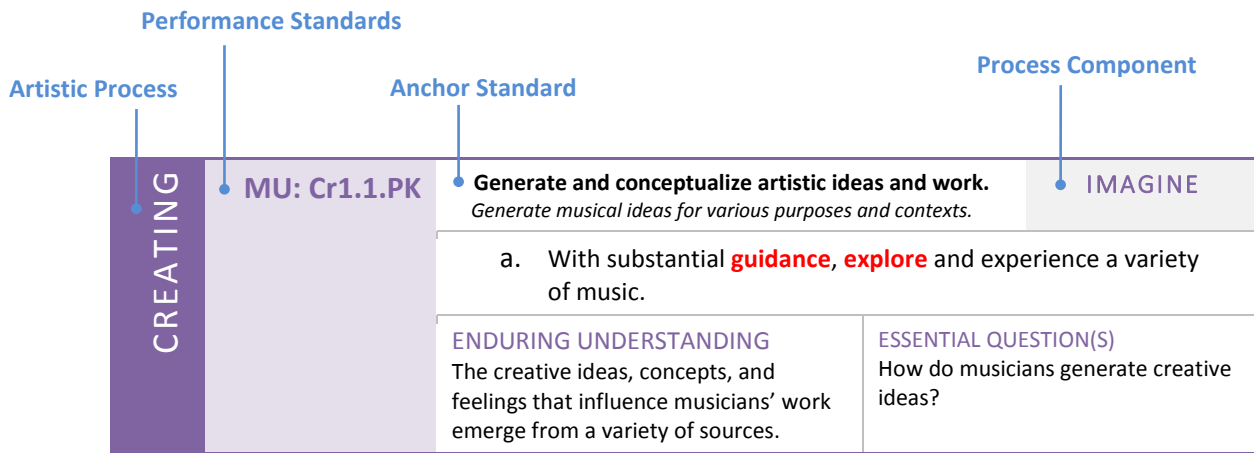 Performance Standards
Artistic Process
Anchor Standard
Process Component
CREATING
MU: Cr1.1.PK
Generate and conceptualize artistic ideas and work.
Generate musical ideas for various purposes and contexts.
IMAGINE
a. With substantial guidance, explore and experience a variety
of music.
ENDURING UNDERSTANDING
The creative ideas, concepts, and
feelings that influence musicians’ work
emerge from a variety of sources.
ESSENTIAL QUESTION(S)
How do musicians generate creative
ideas?